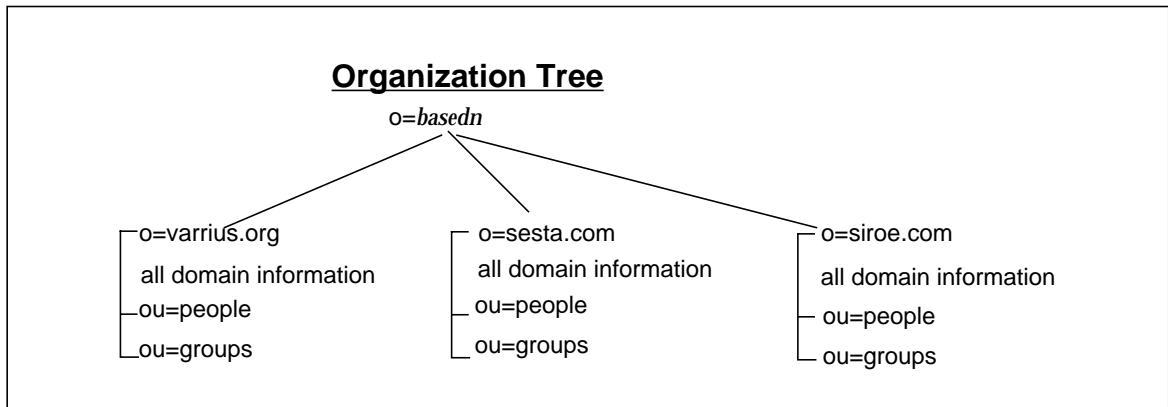 Organization Tree
o=basedn
o=varrius.org
all domain information
ou=people
ou=groups
o=sesta.com
all domain information
ou=people
ou=groups
o=siroe.com
all domain information
ou=people
ou=groups